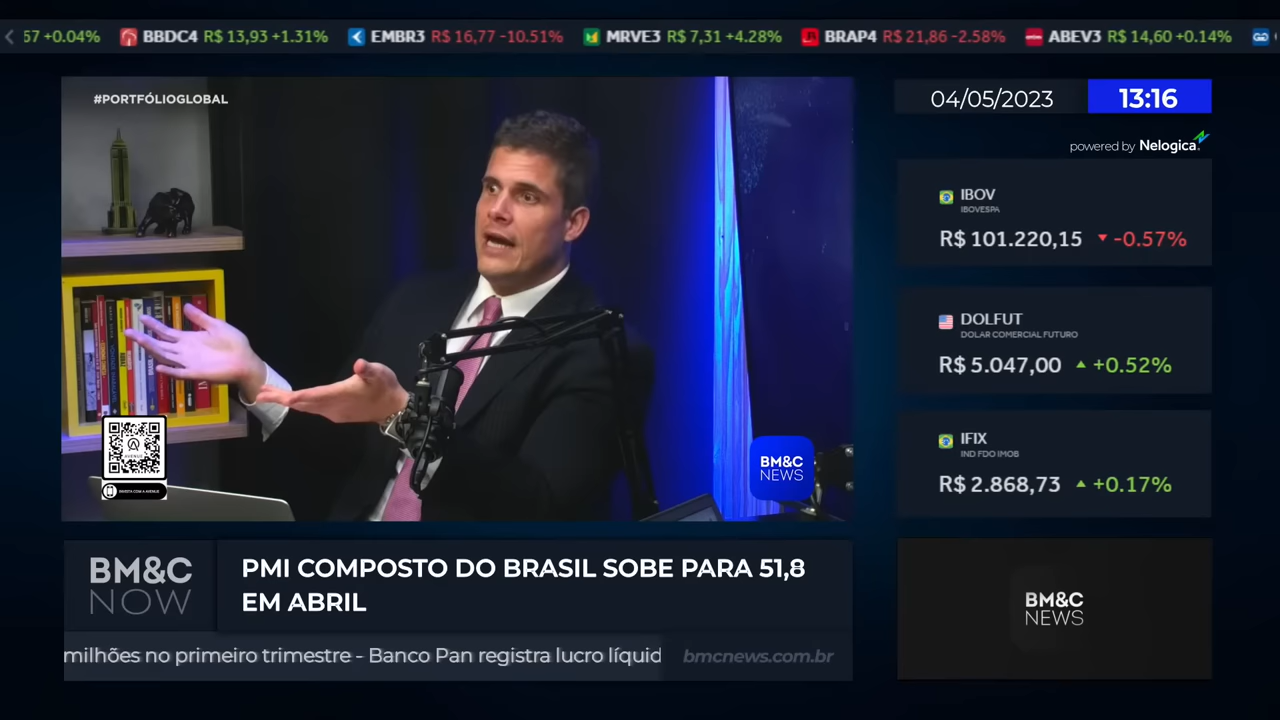 57 +0.04% BBDC4 R$ 13,93 +1.31% EMBR3 R$ 16,77 -10.51% MRVE3 R$ 7,31 +4.28% BRAP4 R$ 21,86 -2.58% ABEV3 R$ 14,60 +0.14%
#PORTFÓLIOGLOBAL
04/05/2023 13:16
powered by Nelogica
IBOV
IBOVESPA
R$ 101.220,15 -0.57%
DOLFUT
DOLAR COMERCIAL FUTURO
R$ 5.047,00 +0.52%
IFIX
IND FDO IMOB
R$ 2.868,73 +0.17%
AVENUE
INVISTA COM A AVENUE
BM&C
NEWS
BM&C
NOW
PMI COMPOSTO DO BRASIL SOBE PARA 51,8
EM ABRIL
milhões no primeiro trimestre - Banco Pan registra lucro líquid
bmcnews.com.br
BM&C
NEWS